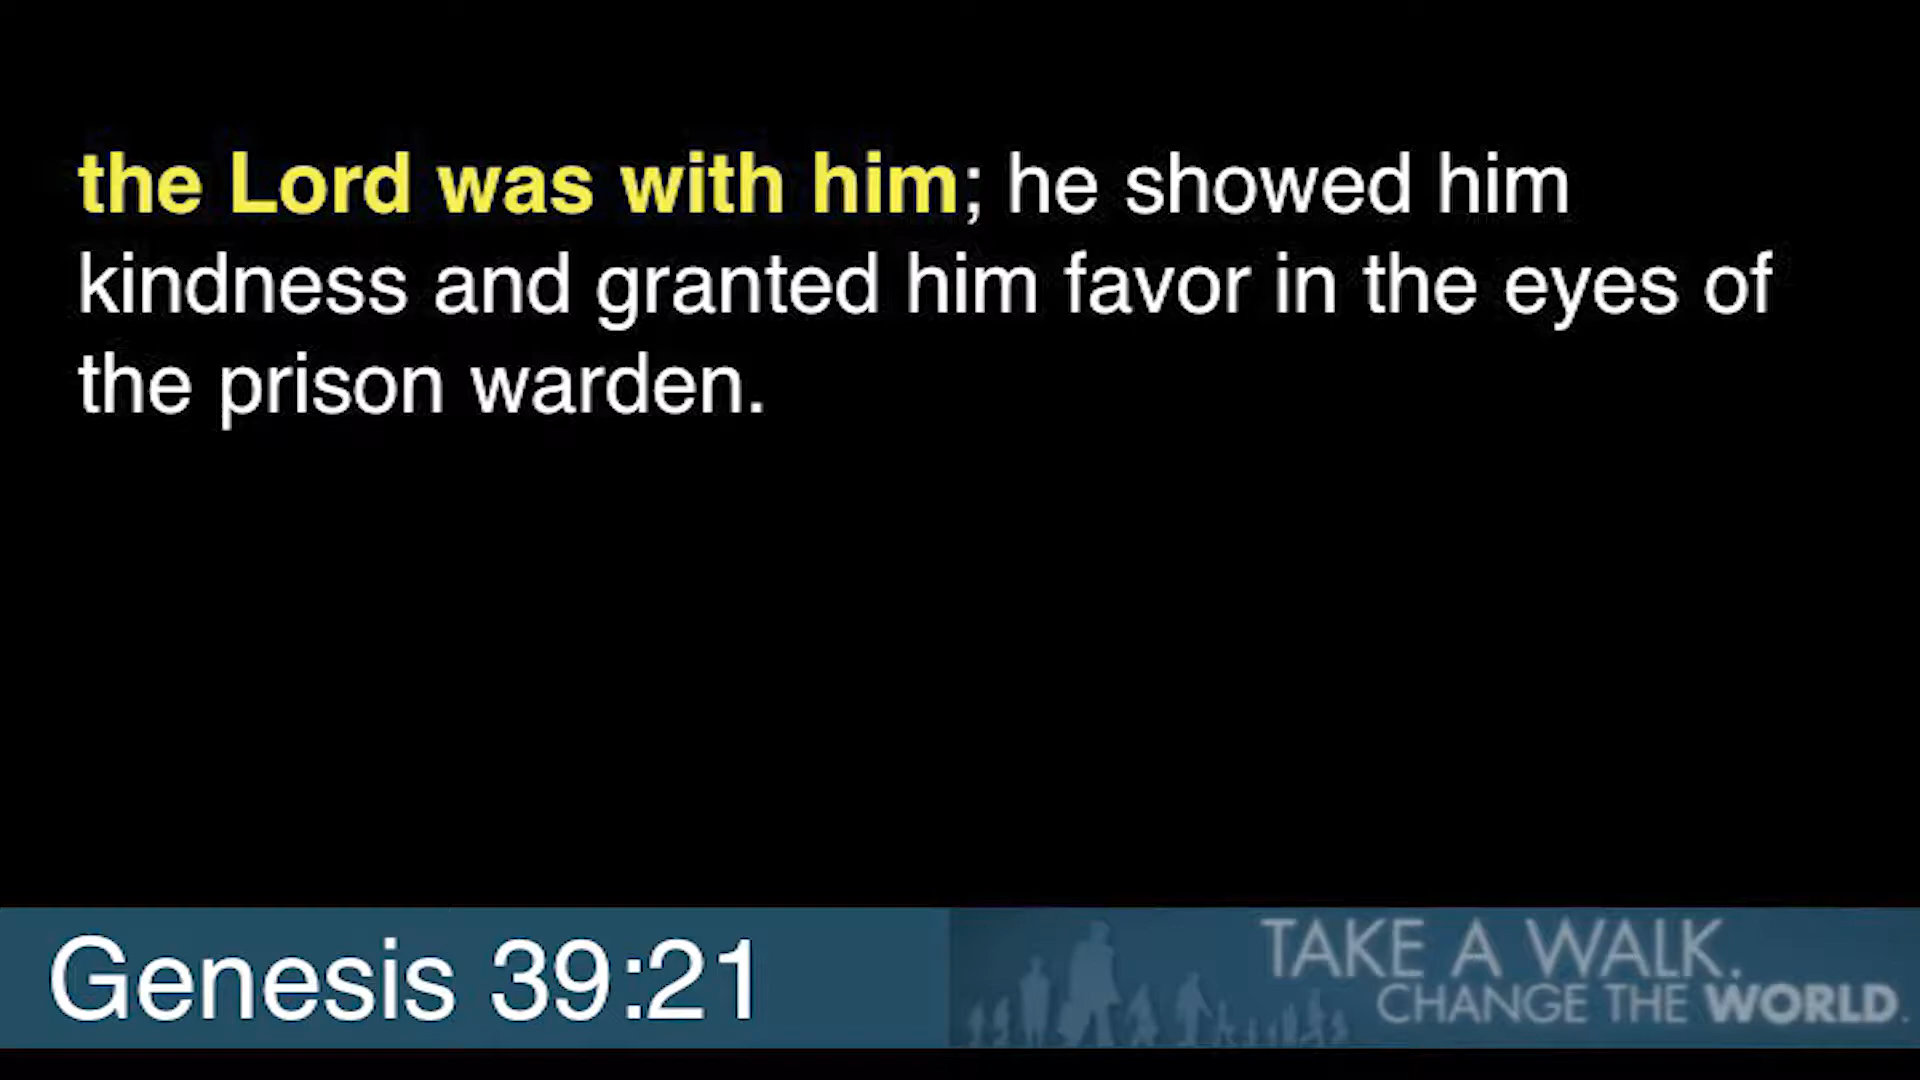 the Lord was with him; he showed him
kindness and granted him favor in the eyes of
the prison warden.
Genesis 39:21
TAKE A WALK.
CHANGE THE WORLD.